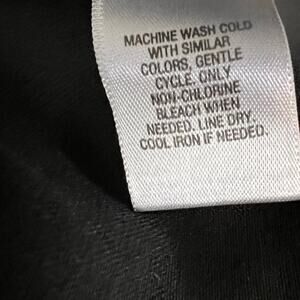 MACHINE WASH COLD
WITH SIMILAR
COLORS, GENTLE
CYCLE. ONLY
NON-CHLORINE
BLEACH WHEN
NEEDED. LINE DRY.
COOL IRON IF NEEDED.